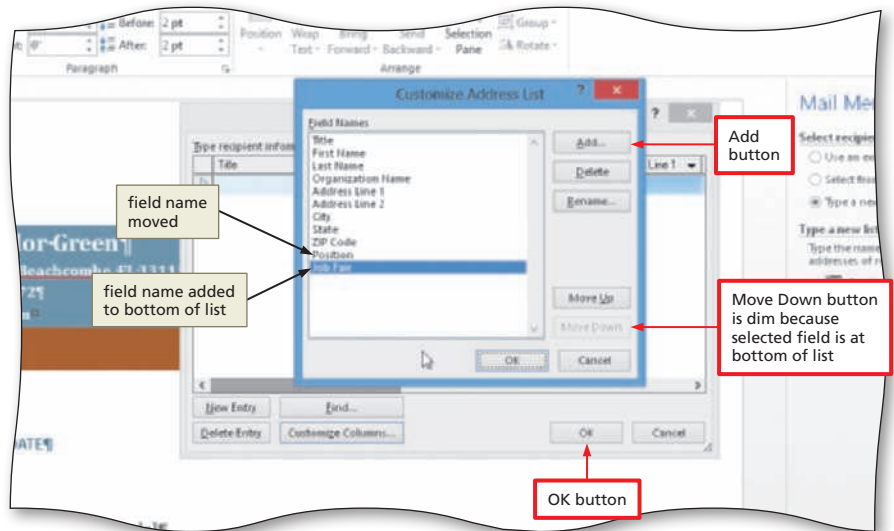 Before: 2 pt
After: 2 pt
Paragraph
Position
Wrap
Text
Bring
Forward
Send
Backward
Selection
Pane
Group
Rotate
Arrange
Customize Address List
?
Field Names
Title
First Name
Last Name
Organization Name
Address Line 1
Address Line 2
City
State
ZIP Code
Position
Job Fair
Add...
Delete
Rename...
Move Up
Move Down
OK
Cancel
?
Type recipient infom
Title
Line 1
New Entry
Find...
Delete Entry
Customize Columns...
OK
Cancel
Mail Me
Select recipie
Use an ex
Select from
Type a new
Type a new list
Type the name
addresses of r
lor-Green¶
72¶
DATE¶
field name
moved
field name added
to bottom of list
Add
button
Move Down button
is dim because
selected field is at
bottom of list
OK button